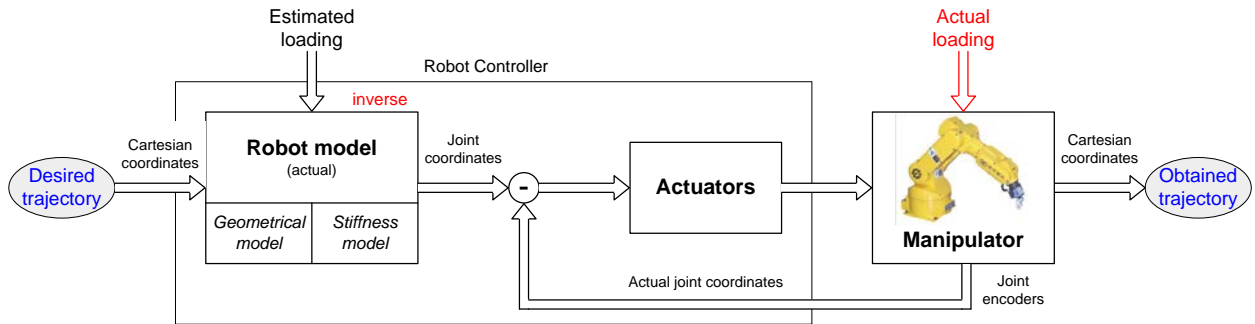 Estimated
loading
Actual
loading
Robot Controller
inverse
Cartesian
coordinates
Robot model
(actual)
Joint
coordinates
Cartesian
coordinates
Desired
trajectory
-
Actuators
Obtained
trajectory
Geometrical
model
Stiffness
model
Manipulator
Actual joint coordinates
Joint
encoders